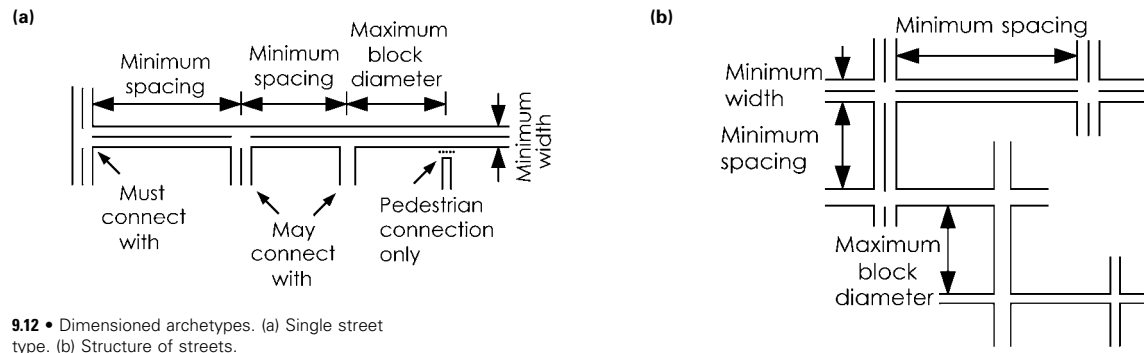 (a)
Minimum
spacing
Minimum
spacing
Maximum
block
diameter
Minimum
width
Must
connect
with
May
connect
with
Pedestrian
connection
only
9.12 • Dimensioned archetypes. (a) Single street
type. (b) Structure of streets.
(b)
Minimum spacing
Minimum
width
Minimum
spacing
Maximum
block
diameter